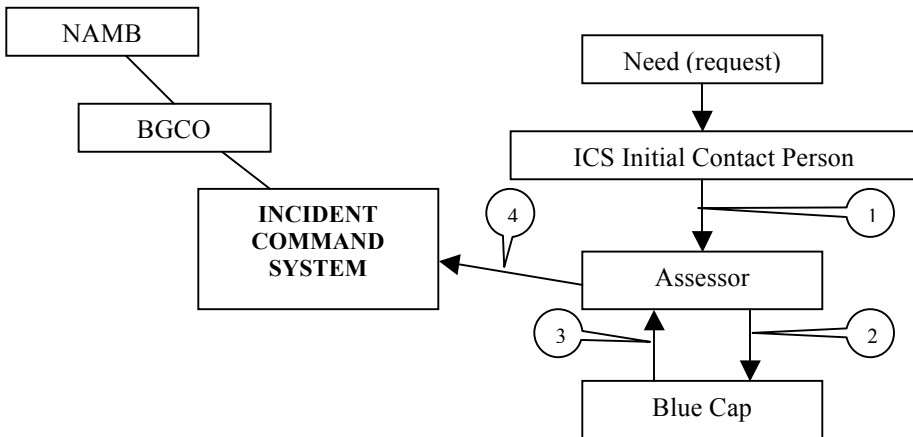 NAMB
Need (request)
BGCO
ICS Initial Contact Person
INCIDENT
COMMAND
SYSTEM
4
1
Assessor
3
2
Blue Cap